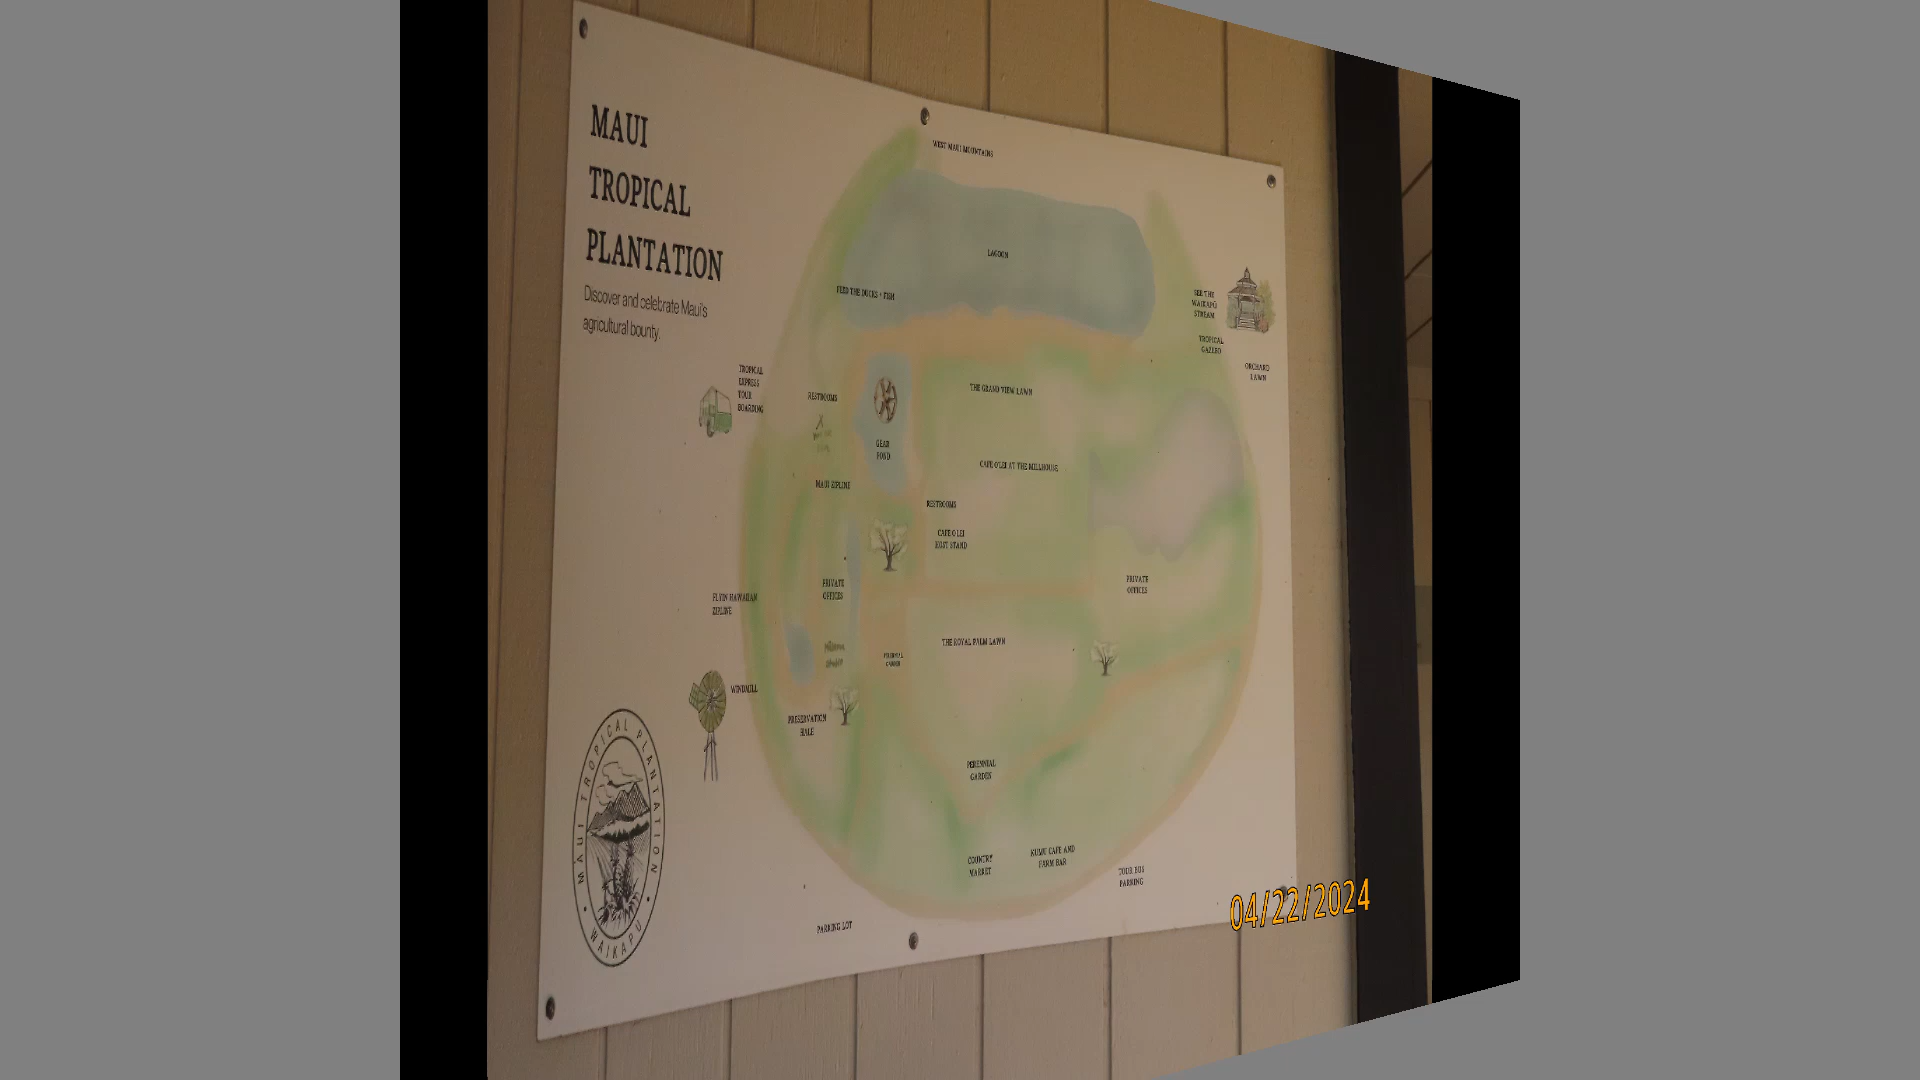 MAUI
TROPICAL
PLANTATION
Discover and celebrate Maui's
agricultural bounty.
WEST MAUI MOUNTAINS
LAGOON
FEED THE DUCKS + FISH
SEE THE
WAIKAPU
STREAM
TROPICAL
GAZEBO
ORCHARD
LAWN
TROPICAL
EXPRESS
TOUR
BOARDING
RESTROOMS
THE GRAND VIEW LAWN
GEAR
POND
CAFE O'LEI AT THE MILLHOUSE
MAUI ZIPLINE
RESTROOMS
CAFE O'LEI
HOST STAND
PRIVATE
OFFICES
PRIVATE
OFFICES
FLYIN HAWAIIAN
ZIPLINE
THE ROYAL PALM LAWN
GARDEN
WINDMILL
PRESERVATION
HALE
PERENNIAL
GARDEN
COUNTRY
MARKET
KUMU CAFE AND
FARM BAR
TOUR BUS
PARKING
PARKING LOT
MAUI TROPICAL PLANTATION
• WAIKAPU •
04/22/2024